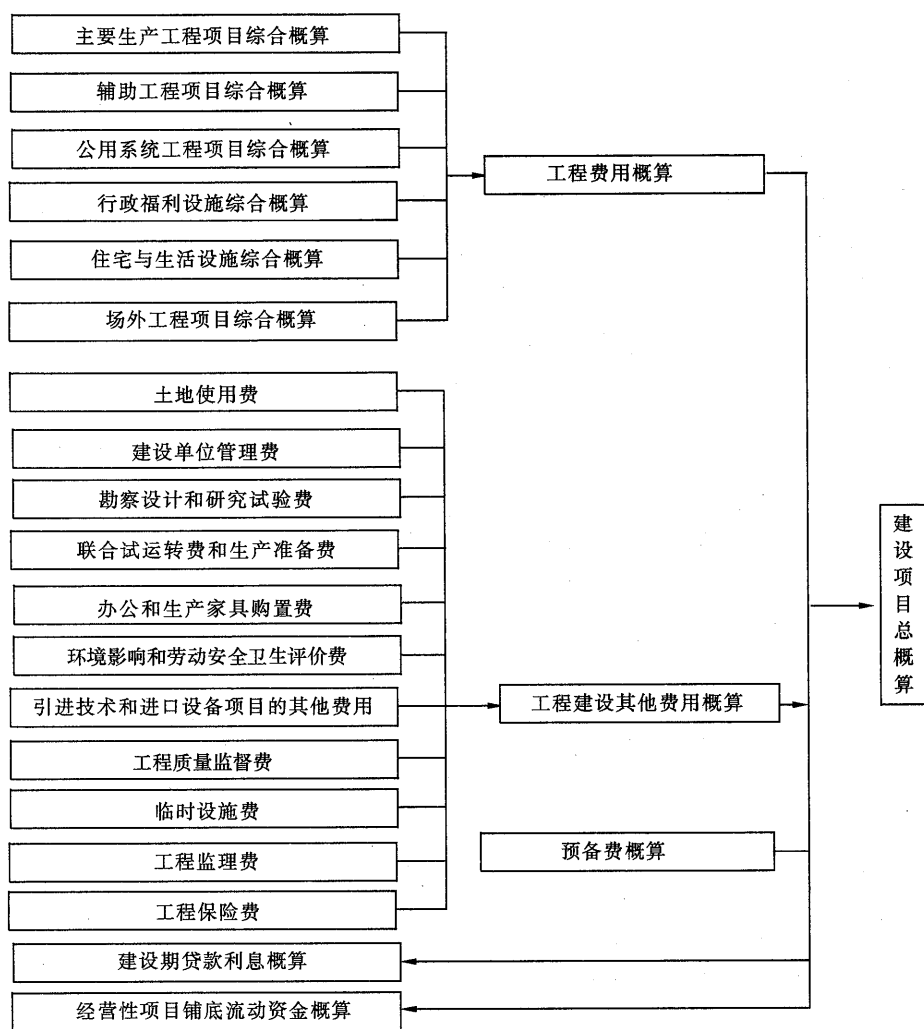 主要生产工程项目综合概算
辅助工程项目综合概算
公用系统工程项目综合概算
行政福利设施综合概算
住宅与生活设施综合概算
场外工程项目综合概算
工程费用概算
土地使用费
建设单位管理费
勘察设计和研究试验费
联合试运转费和生产准备费
办公和生产家具购置费
环境影响和劳动安全卫生评价费
引进技术和进口设备项目的其他费用
工程质量监督费
临时设施费
工程监理费
工程保险费
工程建设其他费用概算
预备费概算
建设期贷款利息概算
经营性项目铺底流动资金概算
建设项目总概算